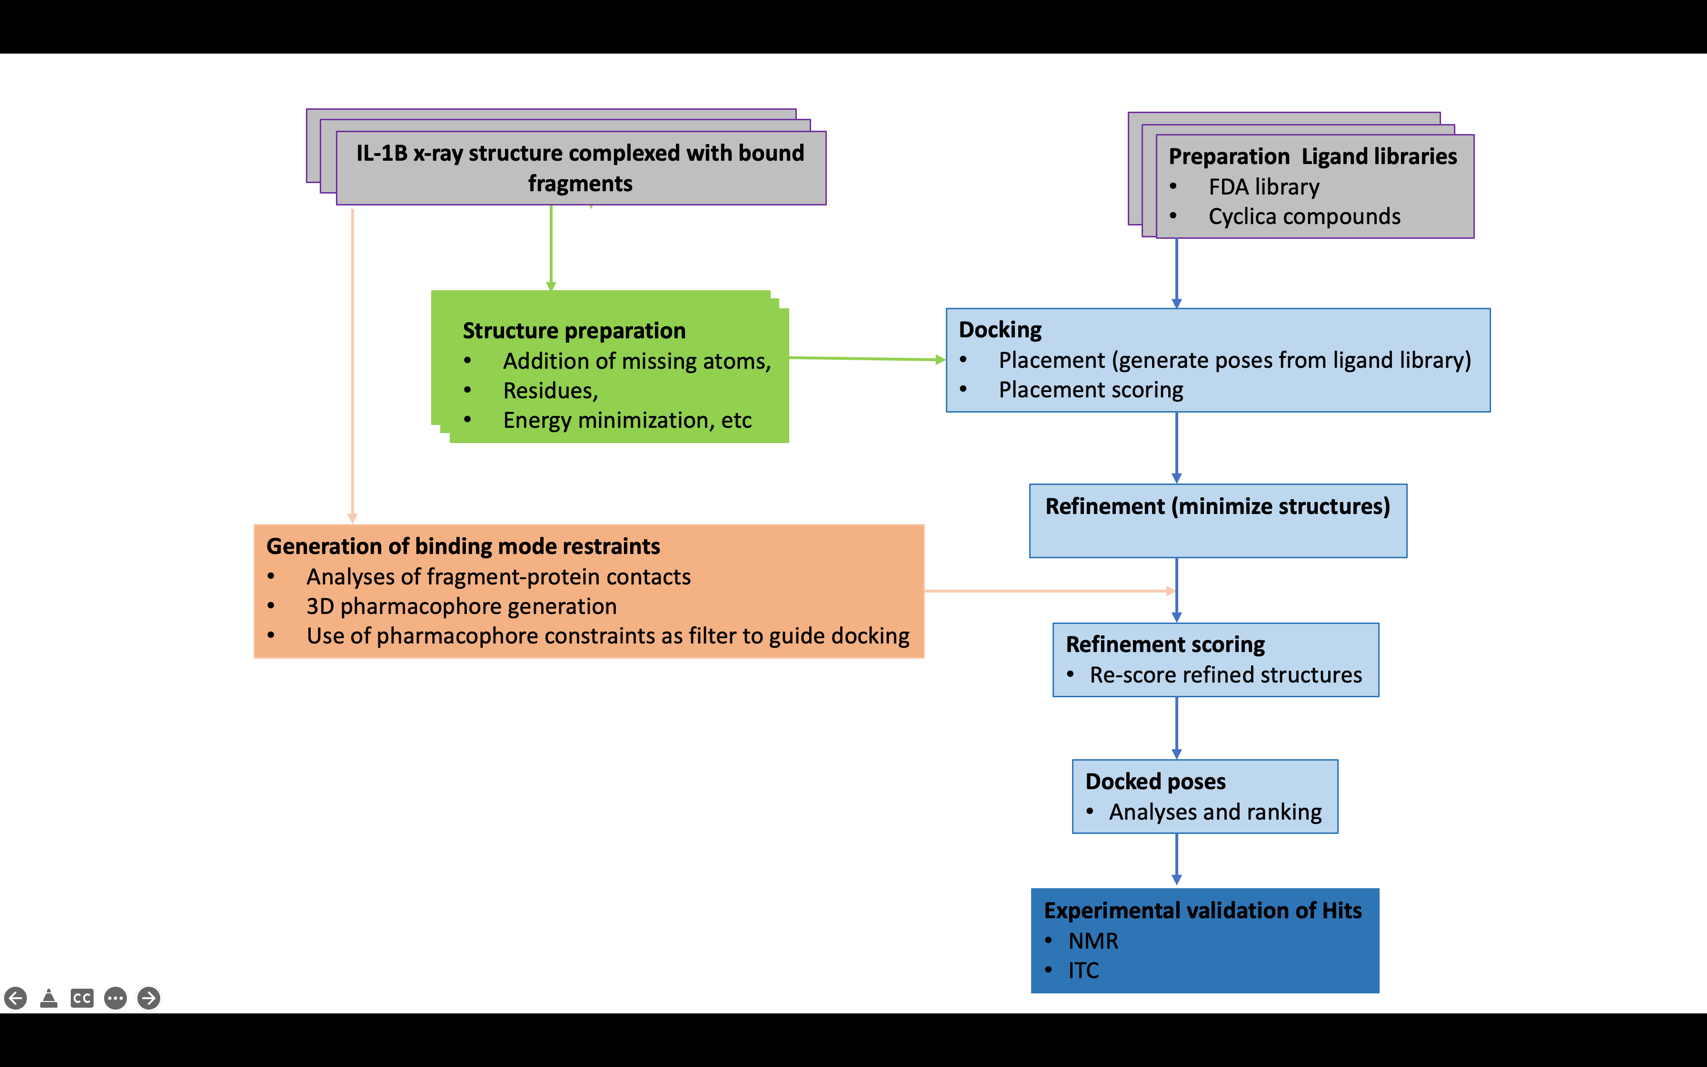 IL-1B x-ray structure complexed with bound
fragments
Preparation  Ligand libraries
• FDA library
• Cyclica compounds
Structure preparation
• Addition of missing atoms,
• Residues,
• Energy minimization, etc
Docking
• Placement (generate poses from ligand library)
• Placement scoring
Refinement (minimize structures)
Generation of binding mode restraints
• Analyses of fragment-protein contacts
• 3D pharmacophore generation
• Use of pharmacophore constraints as filter to guide docking
Refinement scoring
• Re-score refined structures
Docked poses
• Analyses and ranking
Experimental validation of Hits
• NMR
• ITC
CC